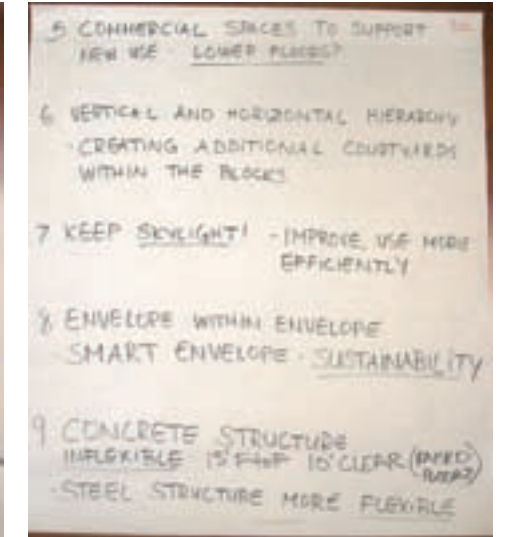 5 COMMERCIAL SPACES TO SUPPORT
NEW USE - LOWER FLOORS?
6 VERTICAL AND HORIZONTAL HIERARCHY
- CREATING ADDITIONAL COURTYARDS
WITHIN THE BLOCKS
7 KEEP SKYLIGHT! - IMPROVE, USE MORE
EFFICIENTLY
8 ENVELOPE WITHIN ENVELOPE
SMART ENVELOPE - SUSTAINABILITY
9 CONCRETE STRUCTURE
INFLEXIBLE 15' F to F 10' CLEAR
- STEEL STRUCTURE MORE FLEXIBLE